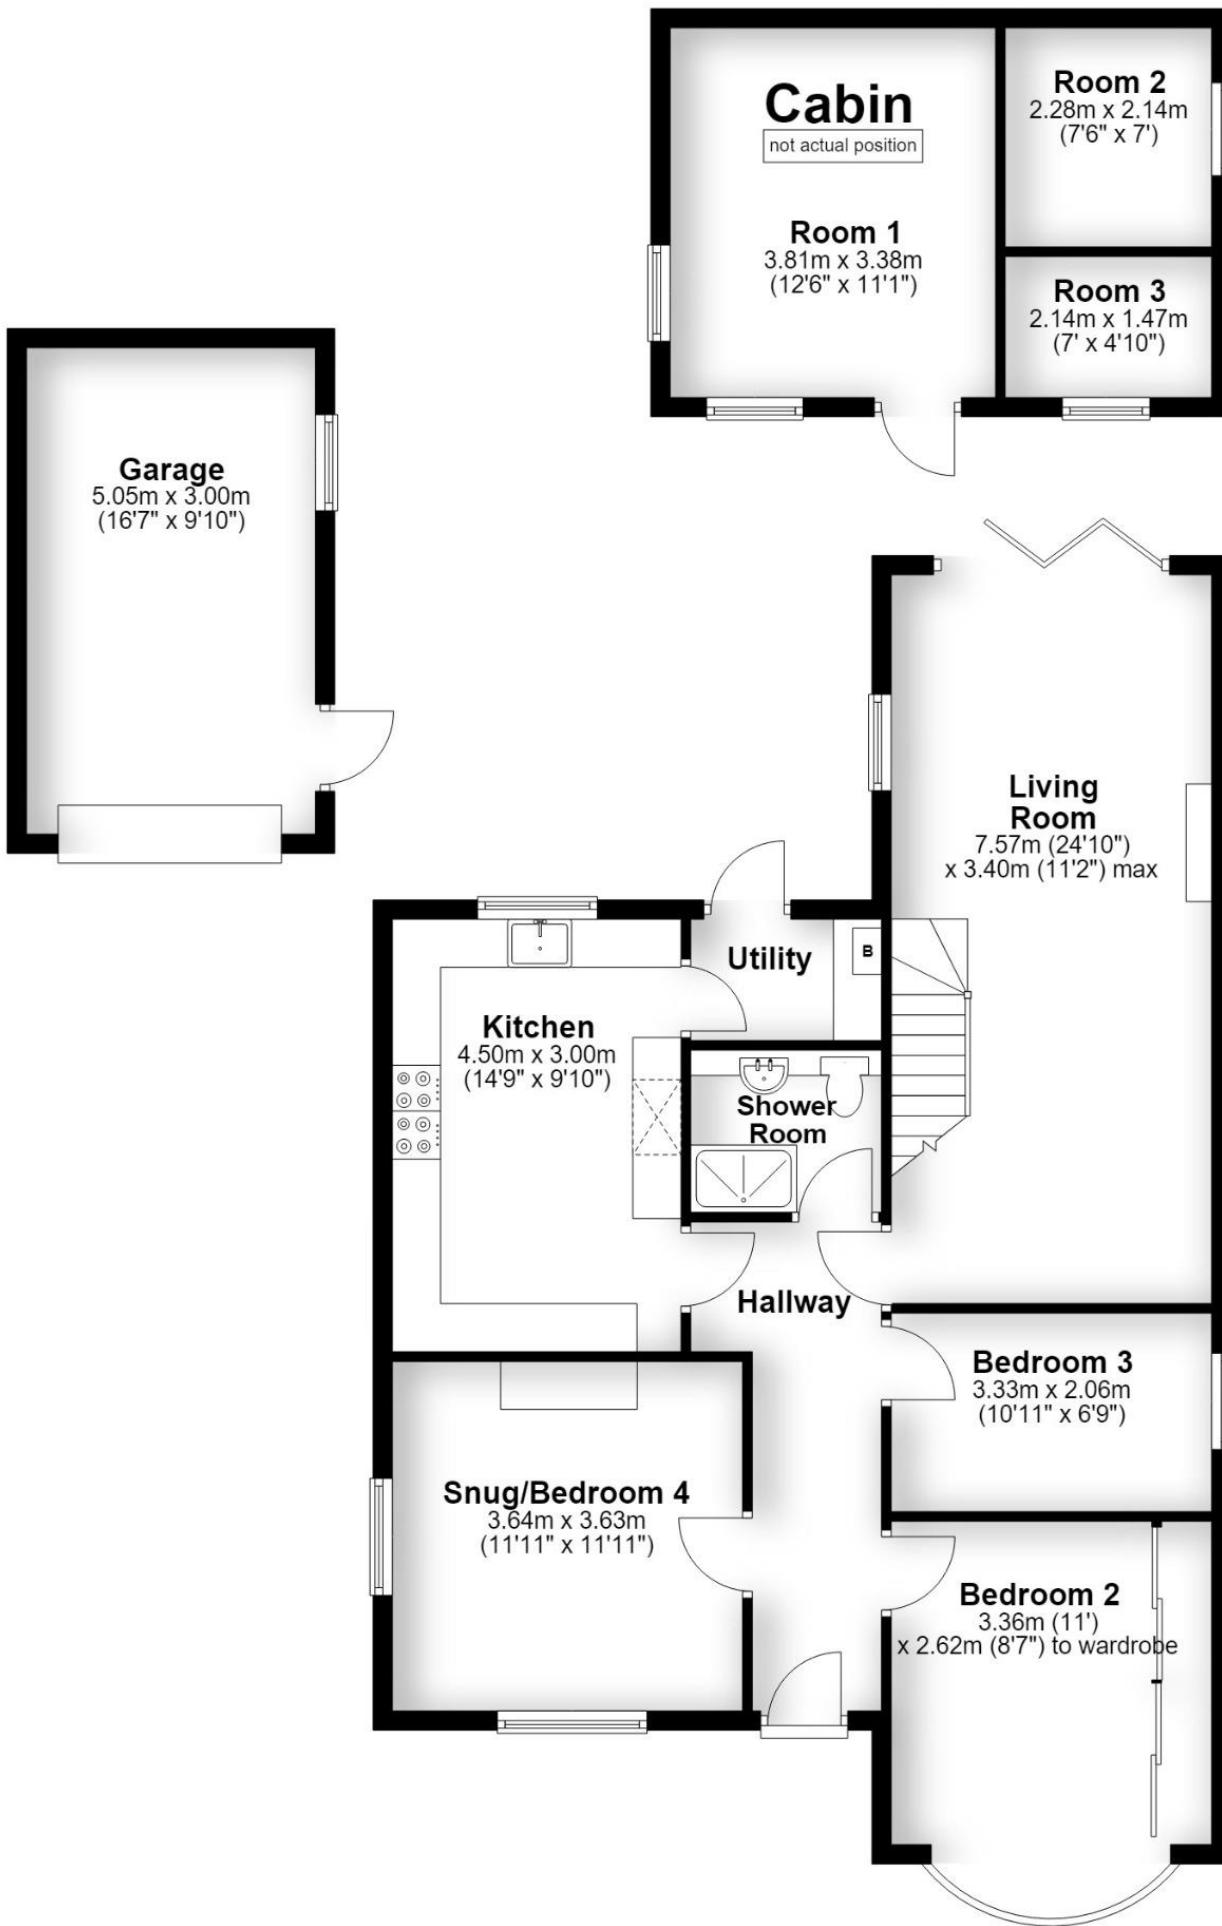 Cabin
not actual position
Room 1
3.81m x 3.38m
(12'6" x 11'1")
Room 2
2.28m x 2.14m
(7'6" x 7')
Room 3
2.14m x 1.47m
(7' x 4'10")
Garage
5.05m x 3.00m
(16'7" x 9'10")
Living
Room
7.57m (24'10")
x 3.40m (11'2") max
Utility
B
Kitchen
4.50m x 3.00m
(14'9" x 9'10")
Shower
Room
Hallway
Bedroom 3
3.33m x 2.06m
(10'11" x 6'9")
Snug/Bedroom 4
3.64m x 3.63m
(11'11" x 11'11")
Bedroom 2
3.36m (11')
x 2.62m (8'7") to wardrobe